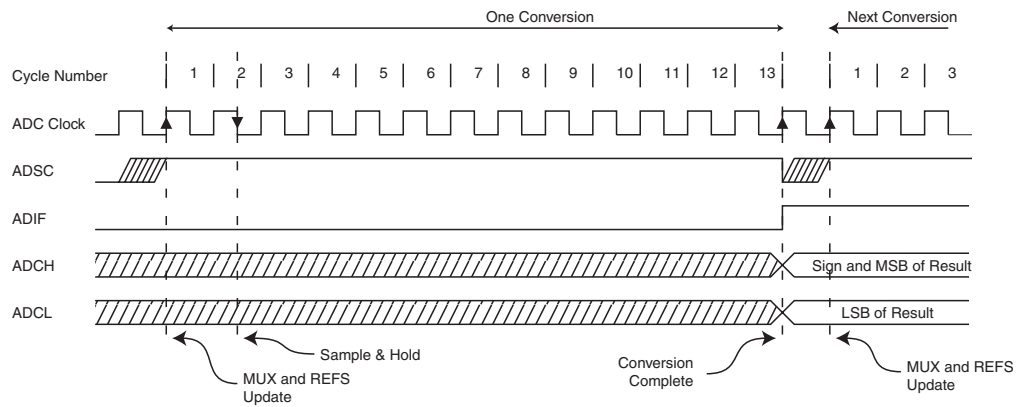 One Conversion
Next Conversion
Cycle Number
1 2 3 4 5 6 7 8 9 10 11 12 13 1 2 3
ADC Clock
ADSC
ADIF
ADCH
Sign and MSB of Result
ADCL
LSB of Result
Sample & Hold
MUX and REFS
Update
Conversion
Complete
MUX and REFS
Update